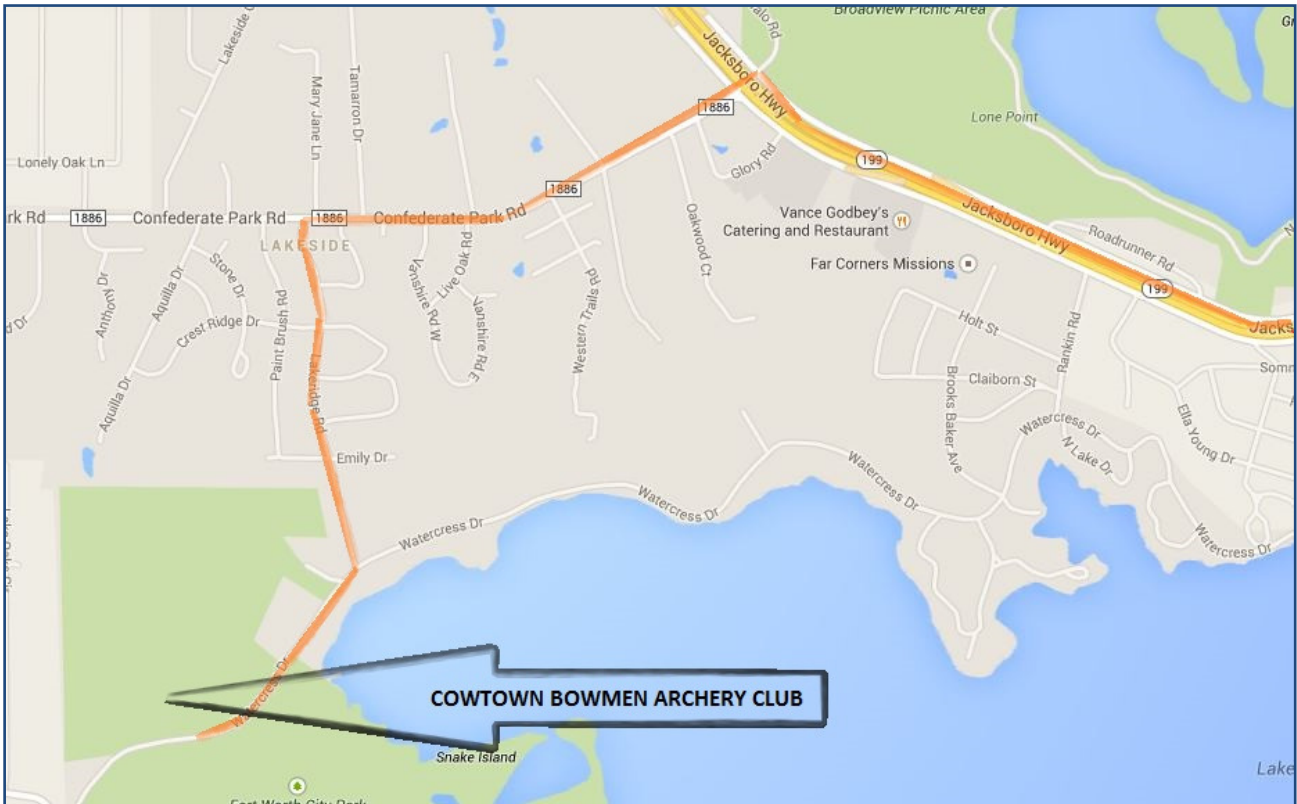 Broadview Picnic Area
Jacksboro Hwy
Lone Point
1886
Glory Rd
199
Mary Jane Ln
Tamarron Dr
Lonely Oak Ln
1886
1886
Confederate Park Rd
1886
Confederate Park Rd
LAKESIDE
Vance Godbey's
Catering and Restaurant
Far Corners Missions
Jacksboro Hwy
Roadrunner Rd
199
Oakwood Ct
Anthony Dr
Aquilla Dr
Stone Dr
Crest Ridge Dr
Paint Brush Rd
Lakeridge Rd
Vanshire Rd W
Live Oak Rd
Vanshire Rd E
Western Trails Rd
Holt St
Rankin Rd
Claiborn St
Brooks Baker Ave
Aquilla Dr
Emily Dr
Watercress Dr
N Lake Dr
Ella Young Dr
Watercress Dr
Watercress Dr
Watercress Dr
Watercress Dr
Watercress Dr
COWTOWN BOWMEN ARCHERY CLUB
Snake Island
Lake
Fort Worth City Park